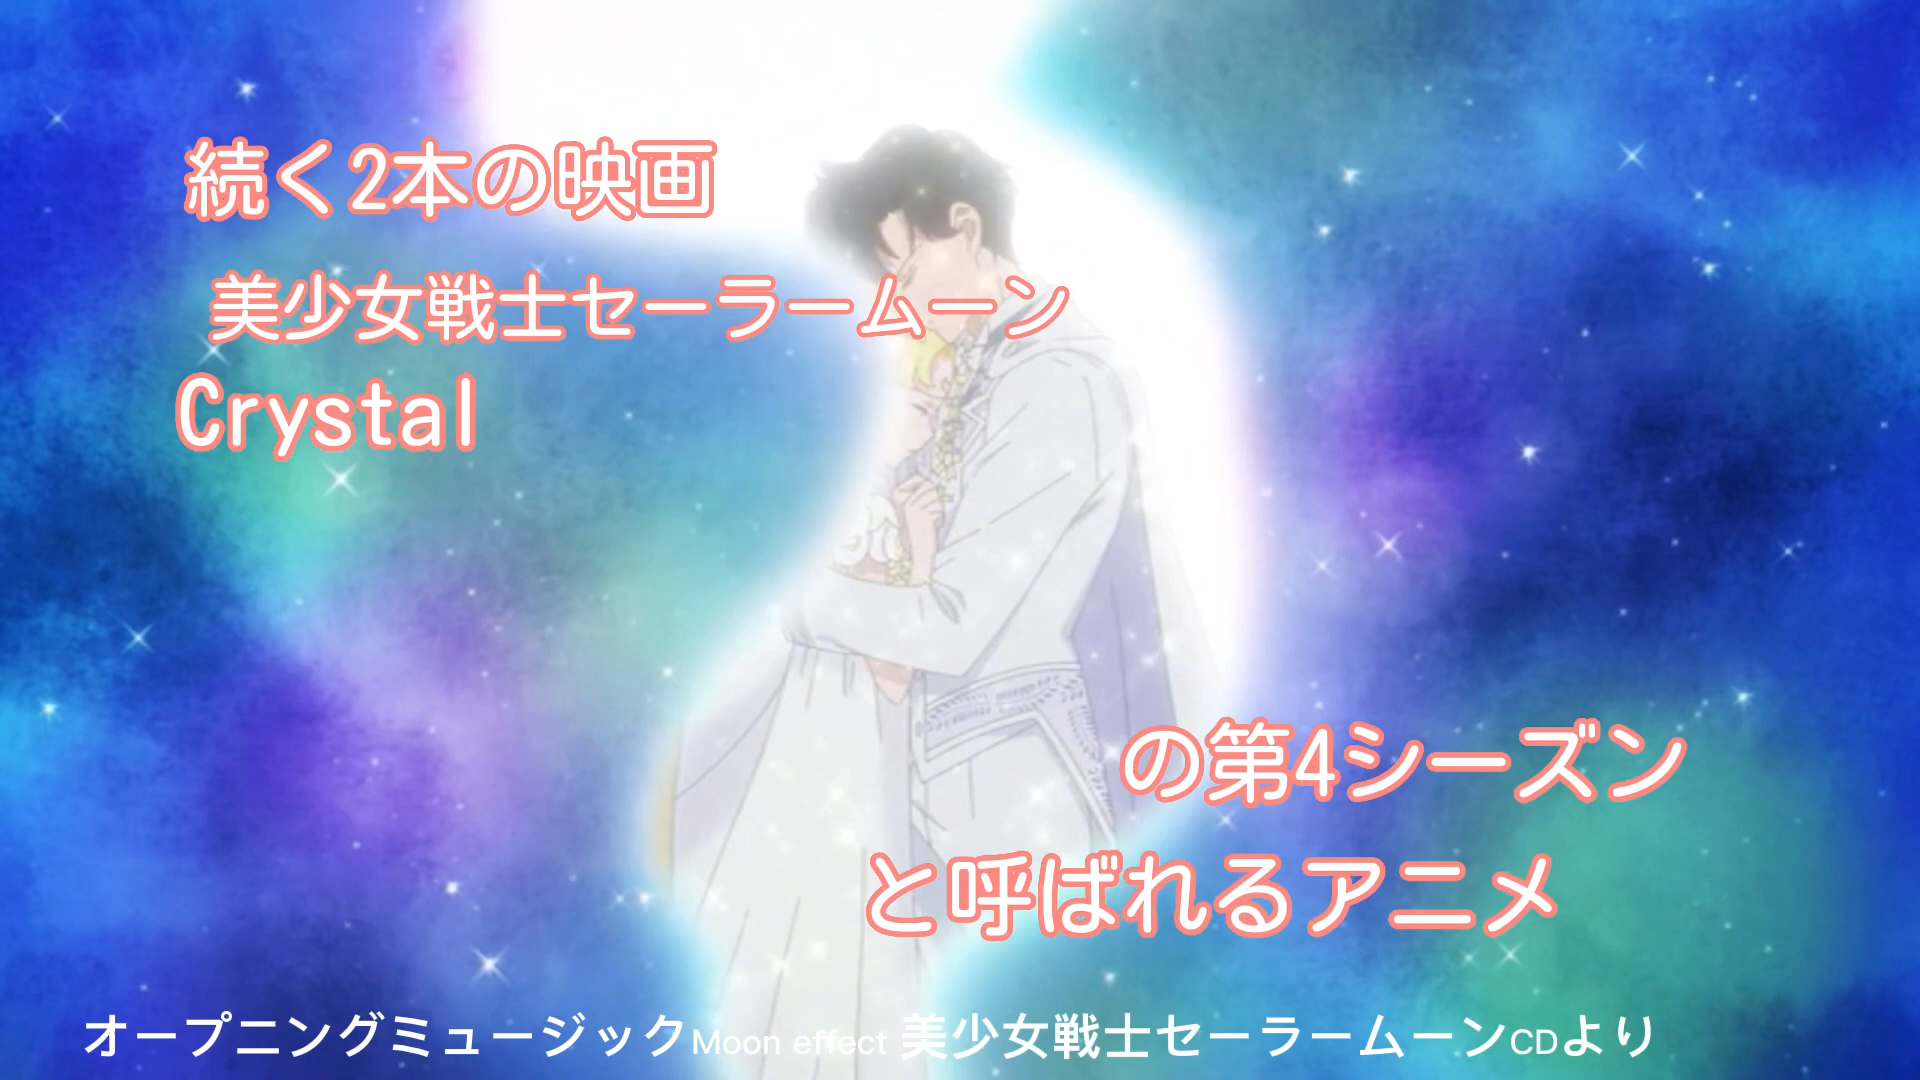 続く2本の映画
美少女戦士セーラームーン
Crystal
の第4シーズン
と呼ばれるアニメ
オープニングミュージックMoon effect 美少女戦士セーラームーンCDより